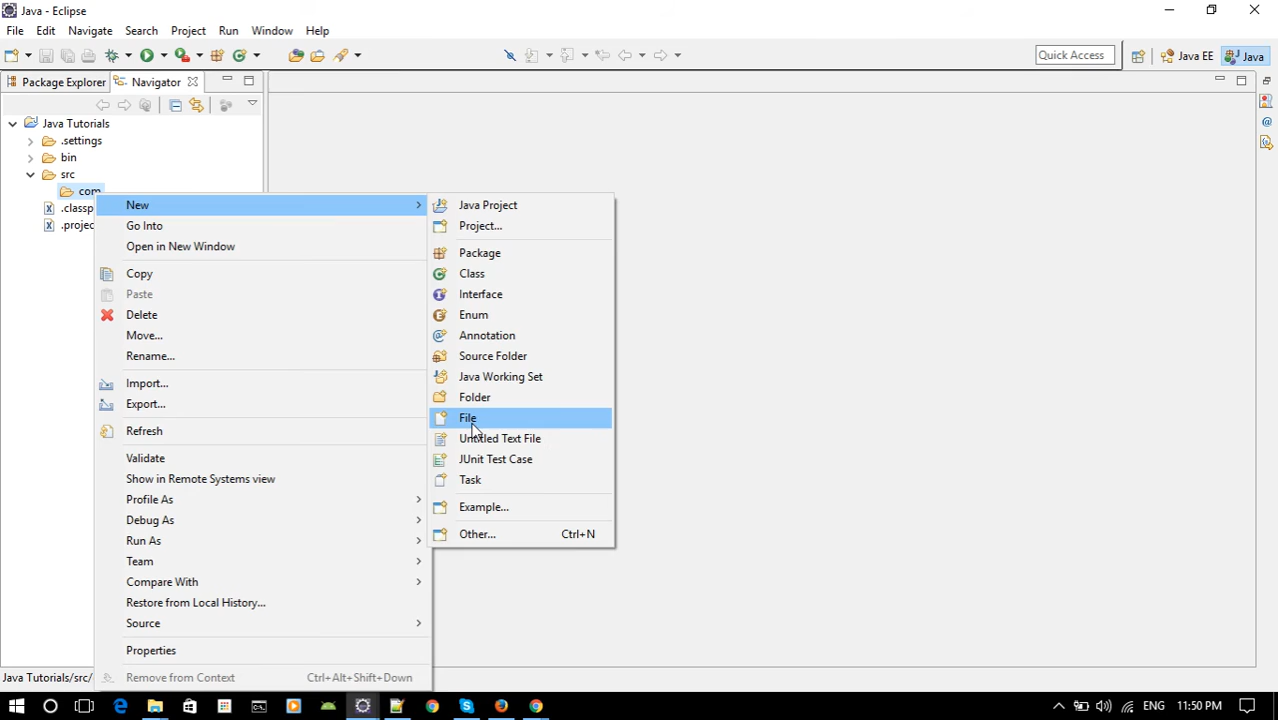 Java - Eclipse
File Edit Navigate Search Project Run Window Help
Quick Access Java EE Java
Package Explorer Navigator
Java Tutorials
.settings
bin
src
com
.classp
.projec
New
Go Into
Open in New Window
Copy
Paste
Delete
Move...
Rename...
Import...
Export...
Refresh
Validate
Show in Remote Systems view
Profile As
Debug As
Run As
Team
Compare With
Restore from Local History...
Source
Properties
Remove from Context Ctrl+Alt+Shift+Down
Java Project
Project...
Package
Class
Interface
Enum
Annotation
Source Folder
Java Working Set
Folder
File
Untitled Text File
JUnit Test Case
Task
Example...
Other... Ctrl+N
Java Tutorials/src/
ENG 11:50 PM